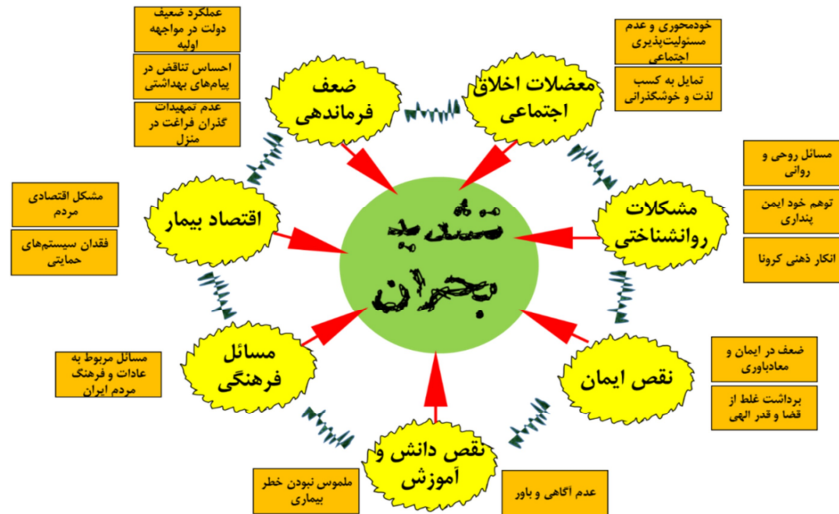 خودمحوری و عدم
مسئولیت‌پذیری
اجتماعی
تمایل به کسب
لذت و خوشگذرانی
معضلات اخلاق
اجتماعی
عملکرد ضعیف
دولت در مواجهه
اولیه
احساس تناقض در
پیام‌های بهداشتی
عدم تمهیدات
گذران فراغت در
منزل
ضعف
فرماندهی
مسائل روحی و
روانی
توهم خود ایمن
پنداری
انکار ذهنی کرونا
مشکلات
روانشناختی
تشدید
بحران
اقتصاد بیمار
مشکل اقتصادی
مردم
فقدان سیستم‌های
حمایتی
ضعف در ایمان و
معادباوری
برداشت غلط از
قضا و قدر الهی
نقص ایمان
مسائل
فرهنگی
مسائل مربوط به
عادات و فرهنگ
مردم ایران
نقص دانش و
آموزش
عدم آگاهی و باور
ملموس نبودن خطر
بیماری